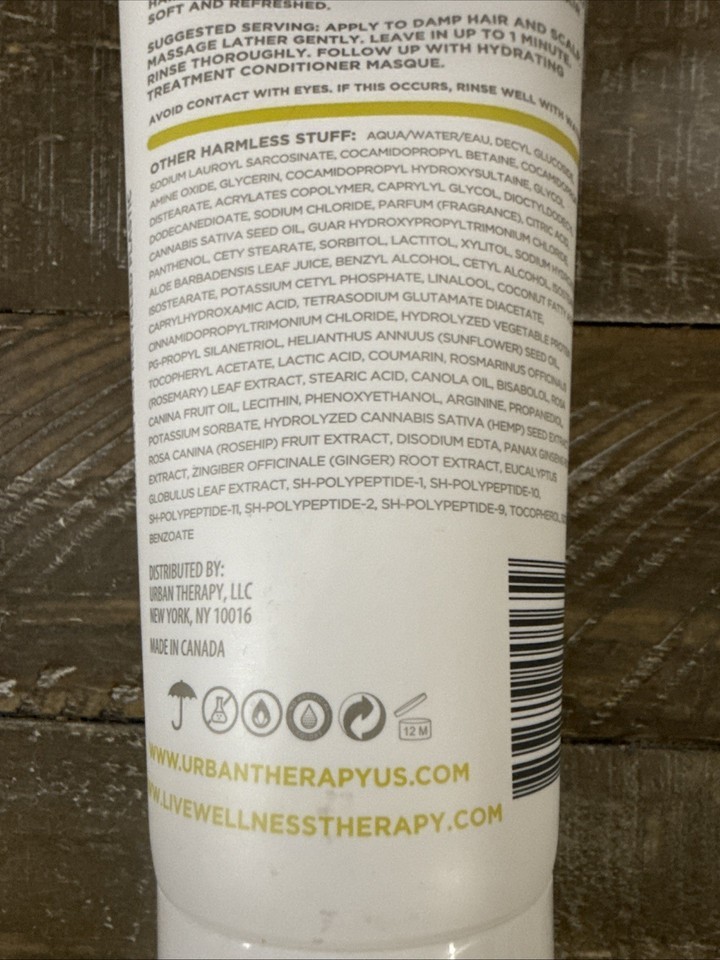 SOFT AND REFRESHED.
SUGGESTED SERVING: APPLY TO DAMP HAIR AND
MASSAGE LATHER GENTLY. LEAVE IN UP TO 1 MINUTE.
RINSE THOROUGHLY. FOLLOW UP WITH HYDRATING
TREATMENT CONDITIONER MASQUE.
AVOID CONTACT WITH EYES. IF THIS OCCURS, RINSE WELL WITH
OTHER HARMLESS STUFF: AQUA/WATER/EAU, DECYL GLUCOSIDE,
SODIUM LAUROYL SARCOSINATE, COCAMIDOPROPYL BETAINE,
AMINE OXIDE, GLYCERIN, COCAMIDOPROPYL HYDROXYSULTAINE, GLYCOL
DISTEARATE, ACRYLATES COPOLYMER, CAPRYLYL GLYCOL,
DODECANEDIOATE, SODIUM CHLORIDE, PARFUM (FRAGRANCE), CITRIC ACID,
CANNABIS SATIVA SEED OIL, GUAR HYDROXYPROPYLTRIMONIUM CHLORIDE,
PANTHENOL, CETY STEARATE, SORBITOL, LACTITOL, XYLITOL, SODIUM
ALOE BARBADENSIS LEAF JUICE, BENZYL ALCOHOL, CETYL ALCOHOL,
ISOSTEARATE, POTASSIUM CETYL PHOSPHATE, LINALOOL, COCONUT FATTY
CAPRYLHYDROXAMIC ACID, TETRASODIUM GLUTAMATE DIACETATE,
CINNAMIDOPROPYLTRIMONIUM CHLORIDE, HYDROLYZED VEGETABLE PROTEIN
PG-PROPYL SILANETRIOL, HELIANTHUS ANNUUS (SUNFLOWER) SEED OIL,
TOCOPHERYL ACETATE, LACTIC ACID, COUMARIN, ROSMARINUS OFFICINALIS
(ROSEMARY) LEAF EXTRACT, STEARIC ACID, CANOLA OIL, BISABOLOL, ROSA
CANINA FRUIT OIL, LECITHIN, PHENOXYETHANOL, ARGININE, PROPANEDIOL,
POTASSIUM SORBATE, HYDROLYZED CANNABIS SATIVA (HEMP) SEED EXTRACT,
ROSA CANINA (ROSEHIP) FRUIT EXTRACT, DISODIUM EDTA, PANAX GINSENG
EXTRACT, ZINGIBER OFFICINALE (GINGER) ROOT EXTRACT, EUCALYPTUS
GLOBULUS LEAF EXTRACT, SH-POLYPEPTIDE-1, SH-POLYPEPTIDE-10,
SH-POLYPEPTIDE-11, SH-POLYPEPTIDE-2, SH-POLYPEPTIDE-9, TOCOPHEROL,
BENZOATE
DISTRIBUTED BY:
URBAN THERAPY, LLC
NEW YORK, NY 10016
MADE IN CANADA
12 M
WWW.URBANTHERAPYUS.COM
W.LIVEWELLNESSTHERAPY.COM